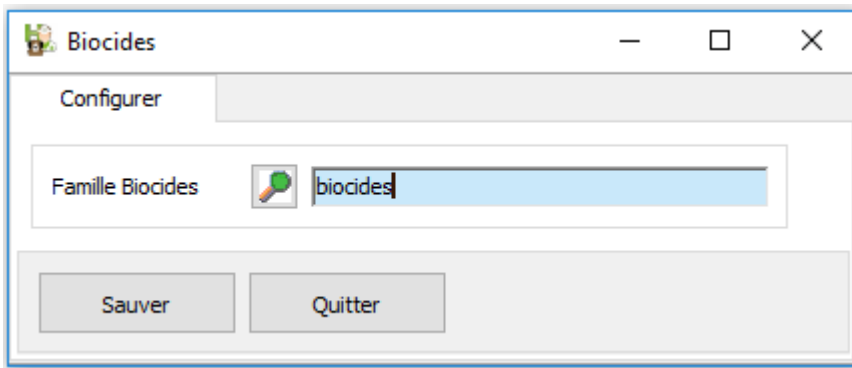 Biocides
Configurer
Famille Biocides biocides
Sauver Quitter